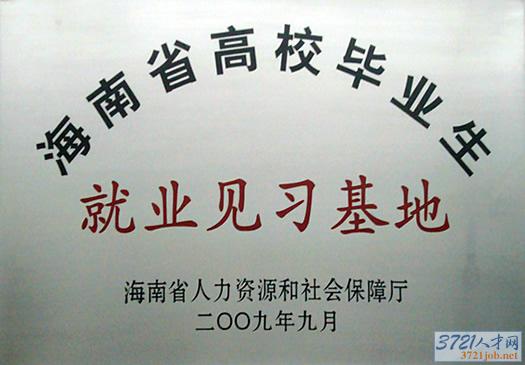 海南省高校毕业生
就业见习基地
海南省人力资源和社会保障厅
二〇〇九年九月
3721人才网
3721job.net